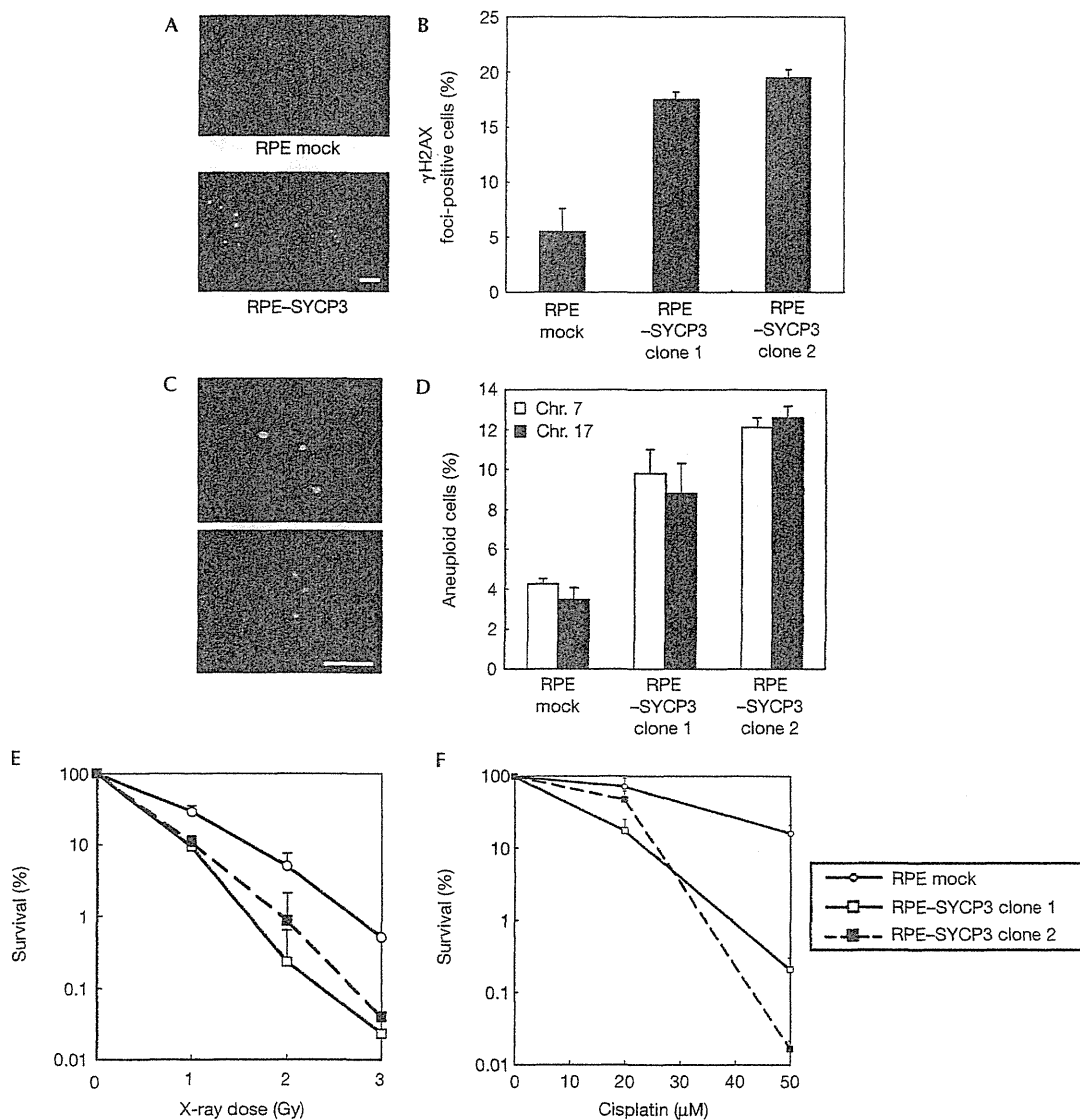 A
RPE mock
RPE–SYCP3
B
γH2AX
foci-positive cells (%)
25
20
15
10
5
0
RPE
mock
RPE
–SYCP3
clone 1
RPE
–SYCP3
clone 2
C
D
Aneuploid cells (%)
14
12
10
8
6
4
2
0
Chr. 7
Chr. 17
RPE
mock
RPE
–SYCP3
clone 1
RPE
–SYCP3
clone 2
E
Survival (%)
100
10
1
0.1
0.01
0
1
2
3
X-ray dose (Gy)
F
Survival (%)
100
10
1
0.1
0.01
0
10
20
30
40
50
Cisplatin (μM)
RPE mock
RPE–SYCP3 clone 1
RPE–SYCP3 clone 2